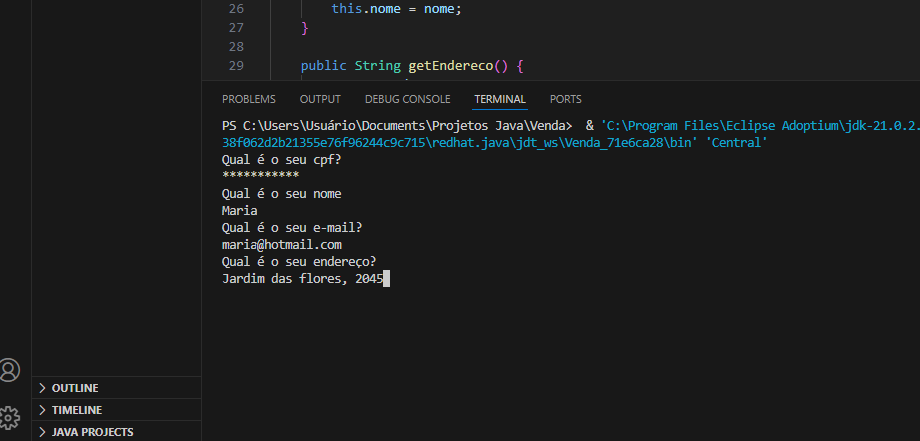 26 this.nome = nome;
27 }
28
29 public String getEndereco() {
PROBLEMS OUTPUT DEBUG CONSOLE TERMINAL PORTS
PS C:\Users\Usuário\Documents\Projetos Java\Venda> & 'C:\Program Files\Eclipse Adoptium\jdk-21.0.2.
38f062d2b21355e76f96244c9c715\redhat.java\jdt_ws\Venda_71e6ca28\bin' 'Central'
Qual é o seu cpf?
***********
Qual é o seu nome
Maria
Qual é o seu e-mail?
maria@hotmail.com
Qual é o seu endereço?
Jardim das flores, 2045
OUTLINE
TIMELINE
JAVA PROJECTS